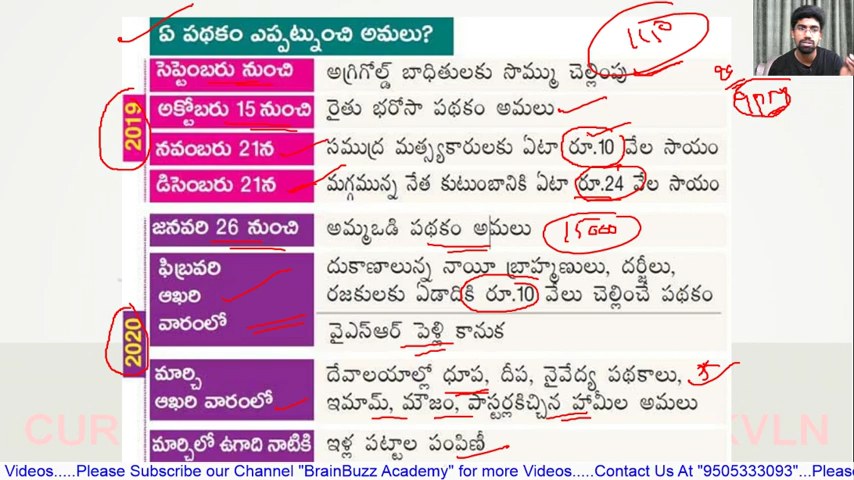 ఏ పథకం ఎప్పట్నుంచి అమలు?
2019
సెప్టెంబరు నుంచి అగ్రిగోల్డ్ బాధితులకు సొమ్ము చెల్లింపు
అక్టోబరు 15 నుంచి రైతు భరోసా పథకం అమలు
నవంబరు 21న సముద్ర మత్స్యకారులకు ఏటా రూ.10 వేల సాయం
డిసెంబరు 21న మగ్గమున్న నేత కుటుంబానికి ఏటా రూ.24 వేల సాయం
2020
జనవరి 26 నుంచి అమ్మఒడి పథకం అమలు 15000
ఫిబ్రవరి
ఆఖరి
వారంలో
దుకాణాలున్న నాయీ బ్రాహ్మణులు, దర్జీలు,
రజకులకు ఏడాదికి రూ.10 వేలు చెల్లించే పథకం
వైఎస్ఆర్ పెళ్లి కానుక
మార్చి
ఆఖరి వారంలో
దేవాలయాల్లో ధూప, దీప, నైవేద్య పథకాలు,
ఇమామ్, మౌజం, పాస్టర్లకిచ్చిన హామీల అమలు
మార్చిలో ఉగాది నాటికి ఇళ్ల పట్టాల పంపిణీ
CUR
KVLN
Videos.....Please Subscribe our Channel "BrainBuzz Academy" for more Videos.....Contact Us At "9505333093"...Please